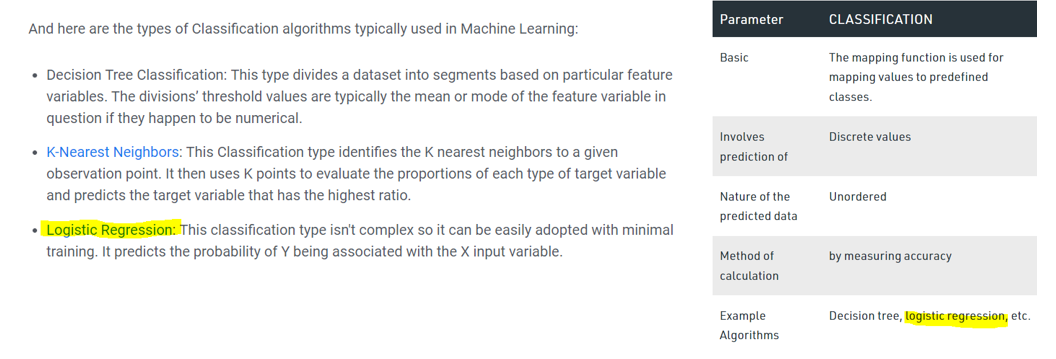 And here are the types of Classification algorithms typically used in Machine Learning:
Decision Tree Classification: This type divides a dataset into segments based on particular feature
variables. The divisions' threshold values are typically the mean or mode of the feature variable in
question if they happen to be numerical.
K-Nearest Neighbors: This Classification type identifies the K nearest neighbors to a given
observation point. It then uses K points to evaluate the proportions of each type of target variable
and predicts the target variable that has the highest ratio.
Logistic Regression: This classification type isn't complex so it can be easily adopted with minimal
training. It predicts the probability of Y being associated with the X input variable.
Parameter CLASSIFICATION
Basic The mapping function is used for
mapping values to predefined
classes.
Involves Discrete values
prediction of
Nature of the Unordered
predicted data
Method of by measuring accuracy
calculation
Example Decision tree, logistic regression, etc.
Algorithms